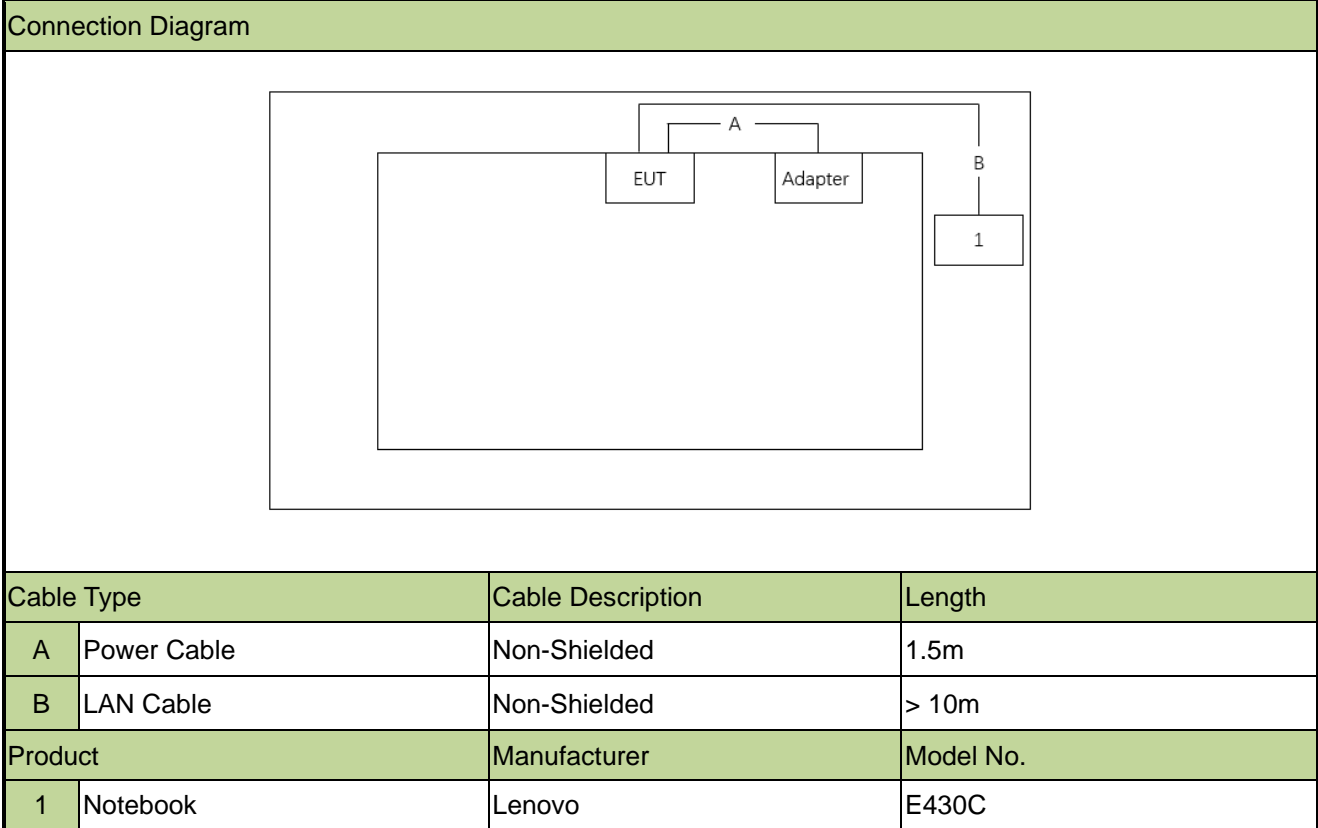 Connection Diagram
A
B
EUT
Adapter
1
Cable Type Cable Description Length
A Power Cable Non-Shielded 1.5m
B LAN Cable Non-Shielded > 10m
Product Manufacturer Model No.
1 Notebook Lenovo E430C